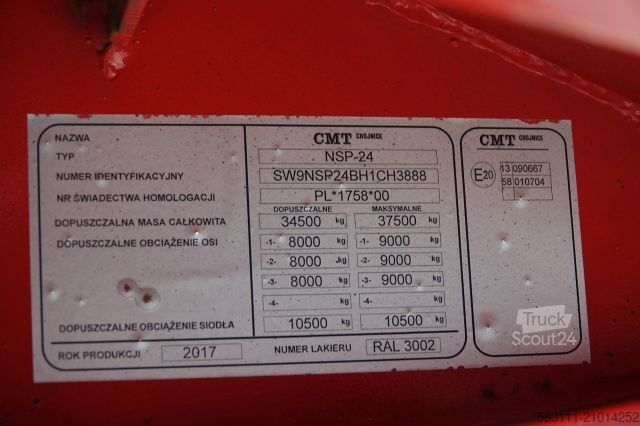 NAZWA CMT CHOJNICE
TYP NSP-24
NUMER IDENTYFIKACYJNY SW9NSP24BH1CH3888
NR ŚWIADECTWA HOMOLOGACJI PL*1758*00
DOPUSZCZALNE MAKSYMALNE
DOPUSZCZALNA MASA CAŁKOWITA 34500 kg 37500 kg
DOPUSZCZALNE OBCIĄŻENIE OSI -1- 8000 kg -1- 9000 kg
-2- 8000 .kg -2- 9000 kg
-3- 8000 kg -3- 9000 kg
-4- kg -4- kg
DOPUSZCZALNE OBCIĄŻENIE SIODŁA 10500 kg 10500 kg
ROK PRODUKCJI 2017 NUMER LAKIERU RAL 3002
CMT CHOJNICE
E20 13 090667
58 010704
Truck
Scout24
583111-21014252